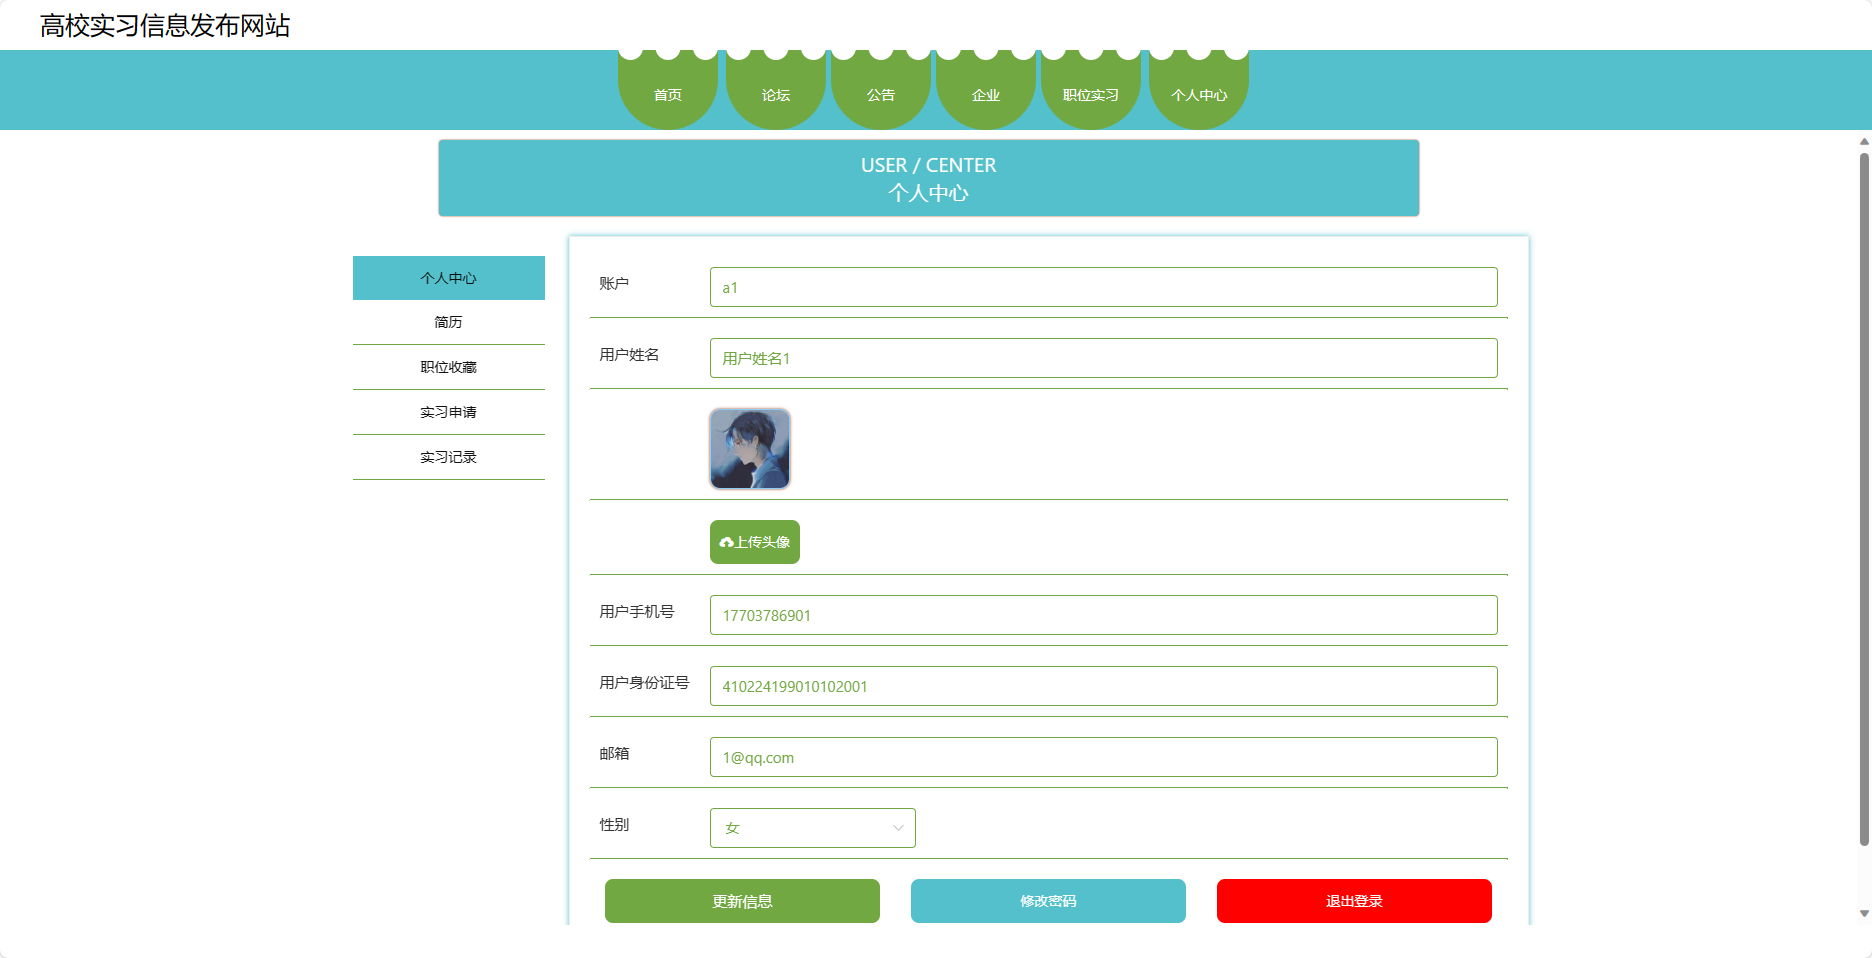 高校实习信息发布网站
首页
论坛
公告
企业
职位实习
个人中心
USER / CENTER
个人中心
个人中心
简历
职位收藏
实习申请
实习记录
账户
a1
用户姓名
用户姓名1
上传头像
用户手机号
17703786901
用户身份证号
410224199010102001
邮箱
1@qq.com
性别
女
更新信息
修改密码
退出登录